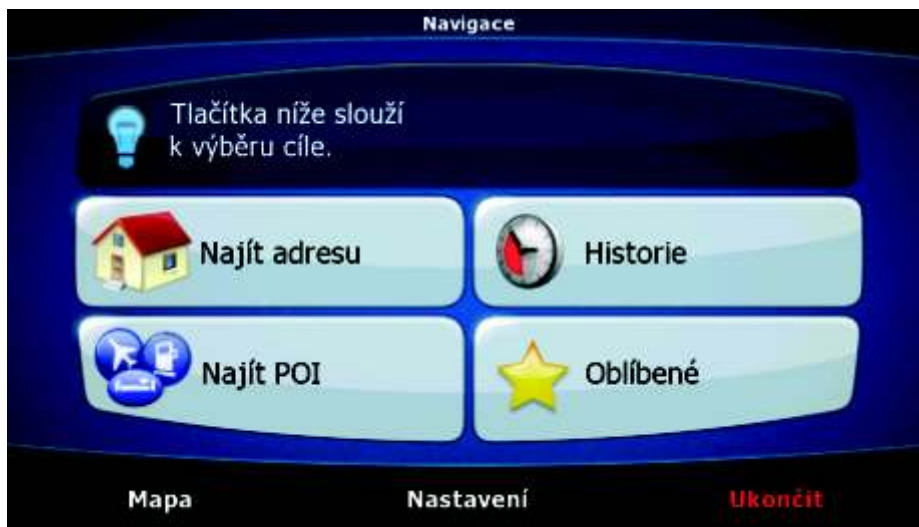 Navigace
Tlačítka níže slouží
k výběru cíle.
Najít adresu
Historie
Najít POI
Oblíbené
Mapa
Nastavení
Ukončit